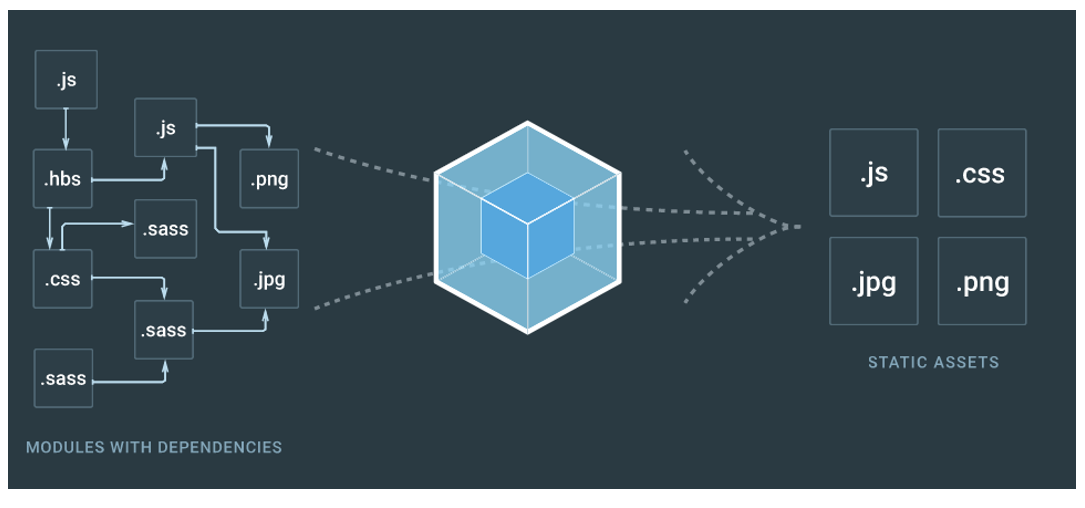 .js
.js
.hbs
.png
.sass
.css
.jpg
.sass
.sass
MODULES WITH DEPENDENCIES
.js
.css
.jpg
.png
STATIC ASSETS